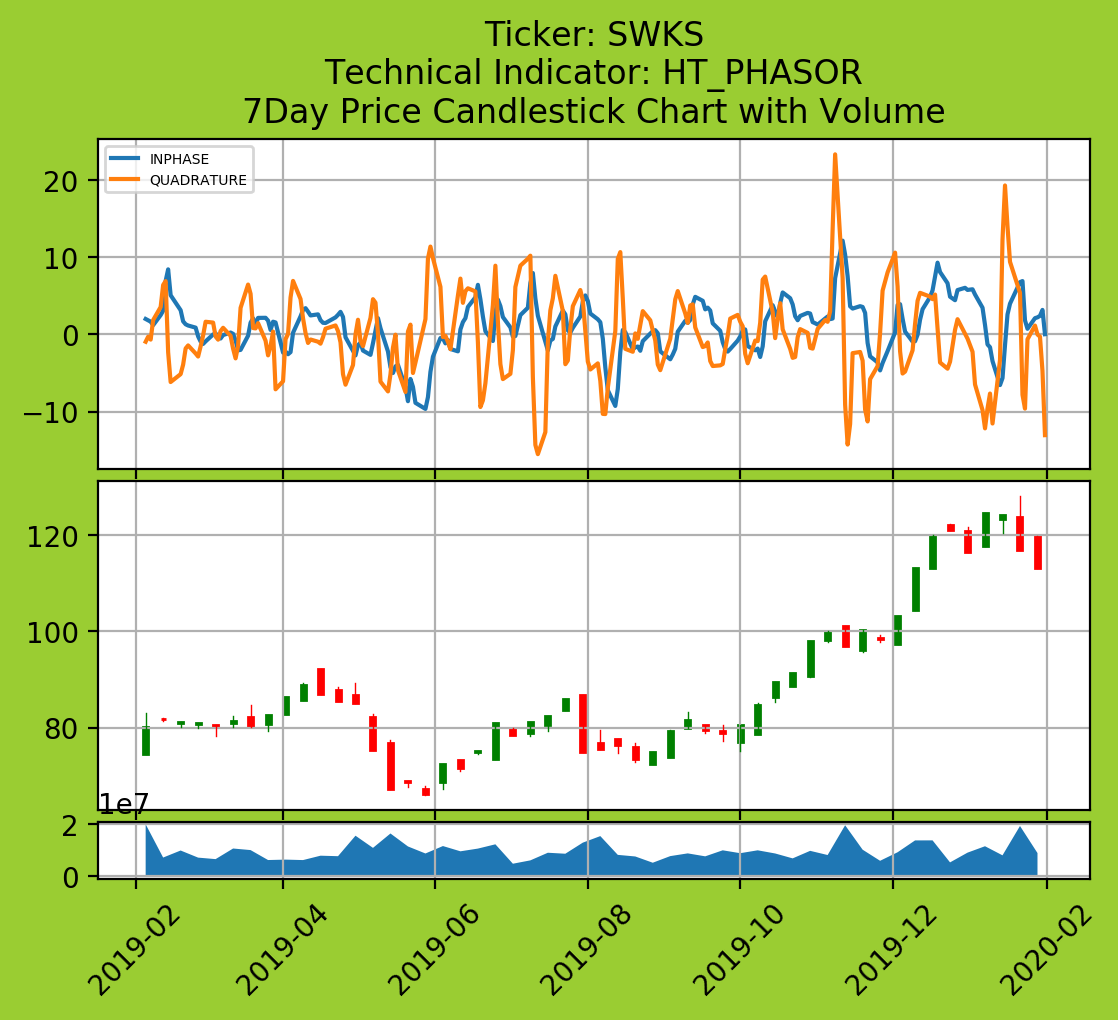 Ticker: SWKS
Technical Indicator: HT_PHASOR
7Day Price Candlestick Chart with Volume
INPHASE
QUADRATURE
20
10
0
−10
120
100
80
1e7
2
0
2019-02
2019-04
2019-06
2019-08
2019-10
2019-12
2020-02